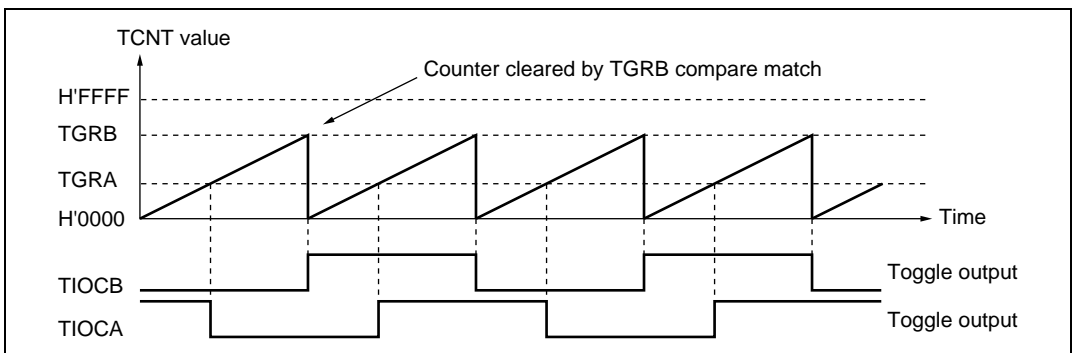 TCNT value
Counter cleared by TGRB compare match
H'FFFF
TGRB
TGRA
H'0000
Time
TIOCB
Toggle output
TIOCA
Toggle output